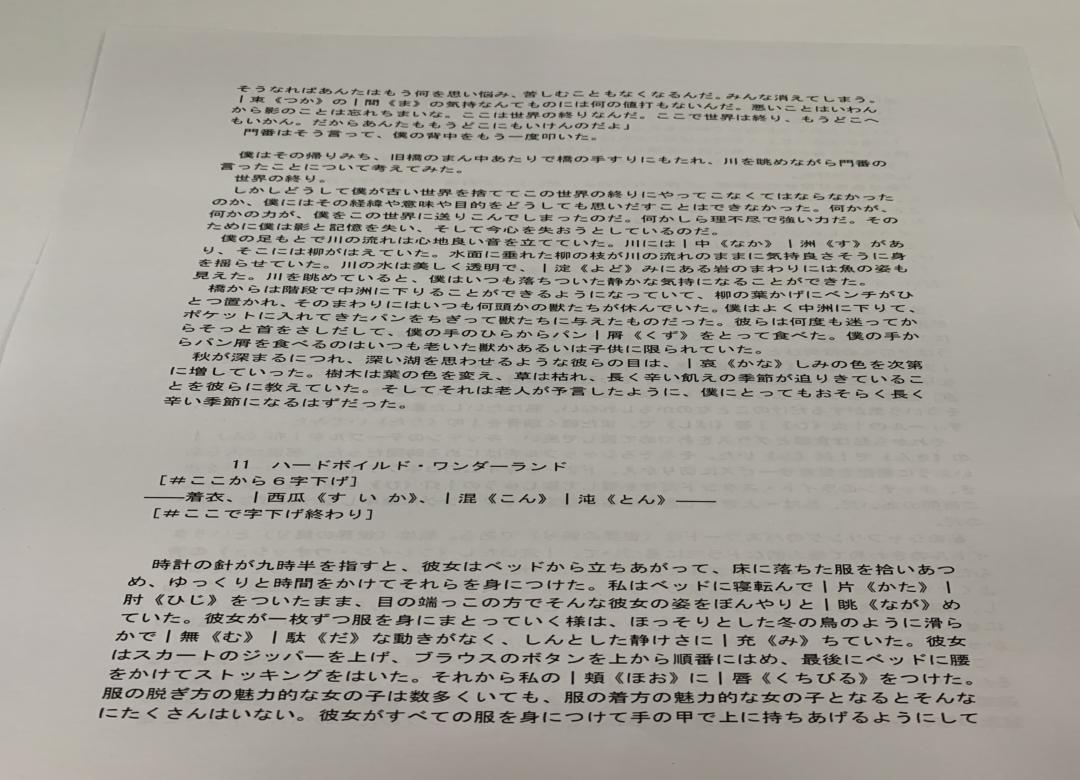 そうなればあんたはもう何を思い悩み、苦しむこともなくなるんだ。みんな消えてしまう。
｜束《つか》の｜間《ま》の気持なんてものには何の値打もないんだ。悪いことはいわん
から影のことは忘れちまいな。ここは世界の終りなんだ。ここで世界は終り、もうどこへ
もいかん。だからあんたももうどこにもいけんのだよ」
門番はそう言って、僕の背中をもう一度叩いた。
僕はその帰りみち、旧橋のまん中あたりで橋の手すりにもたれ、川を眺めながら門番の
言ったことについて考えてみた。
世界の終り。
しかしどうして僕が古い世界を捨ててこの世界の終りにやってこなくてはならなかった
のか、僕にはその経緯や意味や目的をどうしても思いだすことはできなかった。何かが、
何かの力が、僕をこの世界に送りこんでしまったのだ。何かしら理不尽で強い力だ。その
ために僕は影と記憶を失い、そして今心を失おうとしているのだ。
僕の足もとで川の流れは心地良い音を立てていた。川には｜中《なか》｜洲《す》があ
り、そこには柳がはえていた。水面に垂れた柳の枝が川の流れのままに気持良さそうに身
を揺らせていた。川の水は美しく透明で、｜淀《よど》みにある岩のまわりには魚の姿も
見えた。川を眺めていると、僕はいつも落ちついた静かな気持になることができた。
橋からは階段で中洲に下りることができるようになっていて、柳の葉かげにベンチがひ
とつ置かれ、そのまわりにはいつも何頭かの獣たちが休んでいた。僕はよく中洲に下りて、
ポケットに入れてきたパンをちぎって獣たちに与えたものだった。彼らは何度も迷ってか
らそっと首をさしだして、僕の手のひらからパン｜屑《くず》をとって食べた。僕の手か
らパン屑を食べるのはいつも老いた獣かあるいは子供に限られていた。
秋が深まるにつれ、深い湖を思わせるような彼らの目は、｜哀《かな》しみの色を次第
に増していった。樹木は葉の色を変え、草は枯れ、長く辛い飢えの季節が迫りきているこ
とを彼らに教えていた。そしてそれは老人が予言したように、僕にとってもおそらく長く
辛い季節になるはずだった。
11　ハードボイルド・ワンダーランド
［＃ここから６字下げ］
――着衣、｜西瓜《す い か》、｜混《こん》｜沌《とん》――
［＃ここで字下げ終わり］
時計の針が九時半を指すと、彼女はベッドから立ちあがって、床に落ちた服を拾いあつ
め、ゆっくりと時間をかけてそれらを身につけた。私はベッドに寝転んで｜片《かた》｜
肘《ひじ》をついたまま、目の端っこの方でそんな彼女の姿をぼんやりと｜眺《なが》め
ていた。彼女が一枚ずつ服を身にまとっていく様は、ほっそりとした冬の鳥のように滑ら
かで｜無《む》｜駄《だ》な動きがなく、しんとした静けさに｜充《み》ちていた。彼女
はスカートのジッパーを上げ、ブラウスのボタンを上から順番にはめ、最後にベッドに腰
をかけてストッキングをはいた。それから私の｜頬《ほお》に｜唇《くちびる》をつけた。
服の脱ぎ方の魅力的な女の子は数多くいても、服の着方の魅力的な女の子となるとそんな
にたくさんはいない。彼女がすべての服を身につけて手の甲で上に持ちあげるようにして